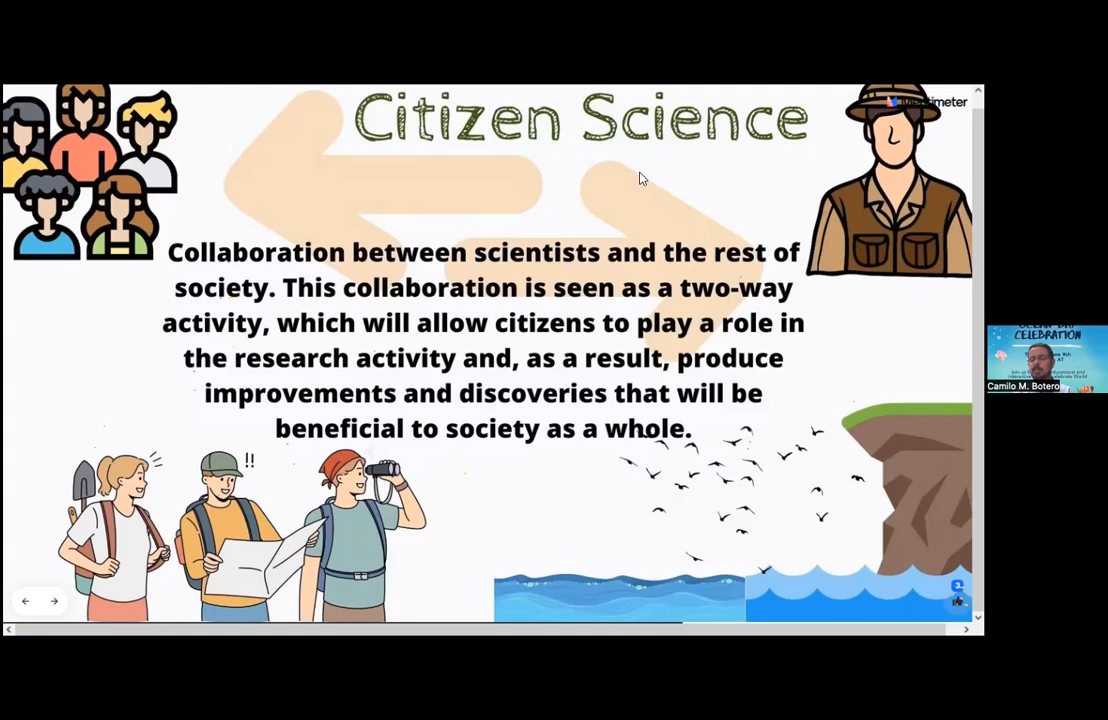 Citizen Science
Mentimeter
Collaboration between scientists and the rest of
society. This collaboration is seen as a two-way
activity, which will allow citizens to play a role in
the research activity and, as a result, produce
improvements and discoveries that will be
beneficial to society as a whole.
!!
CELEBRATION
Camilo M. Botero
3